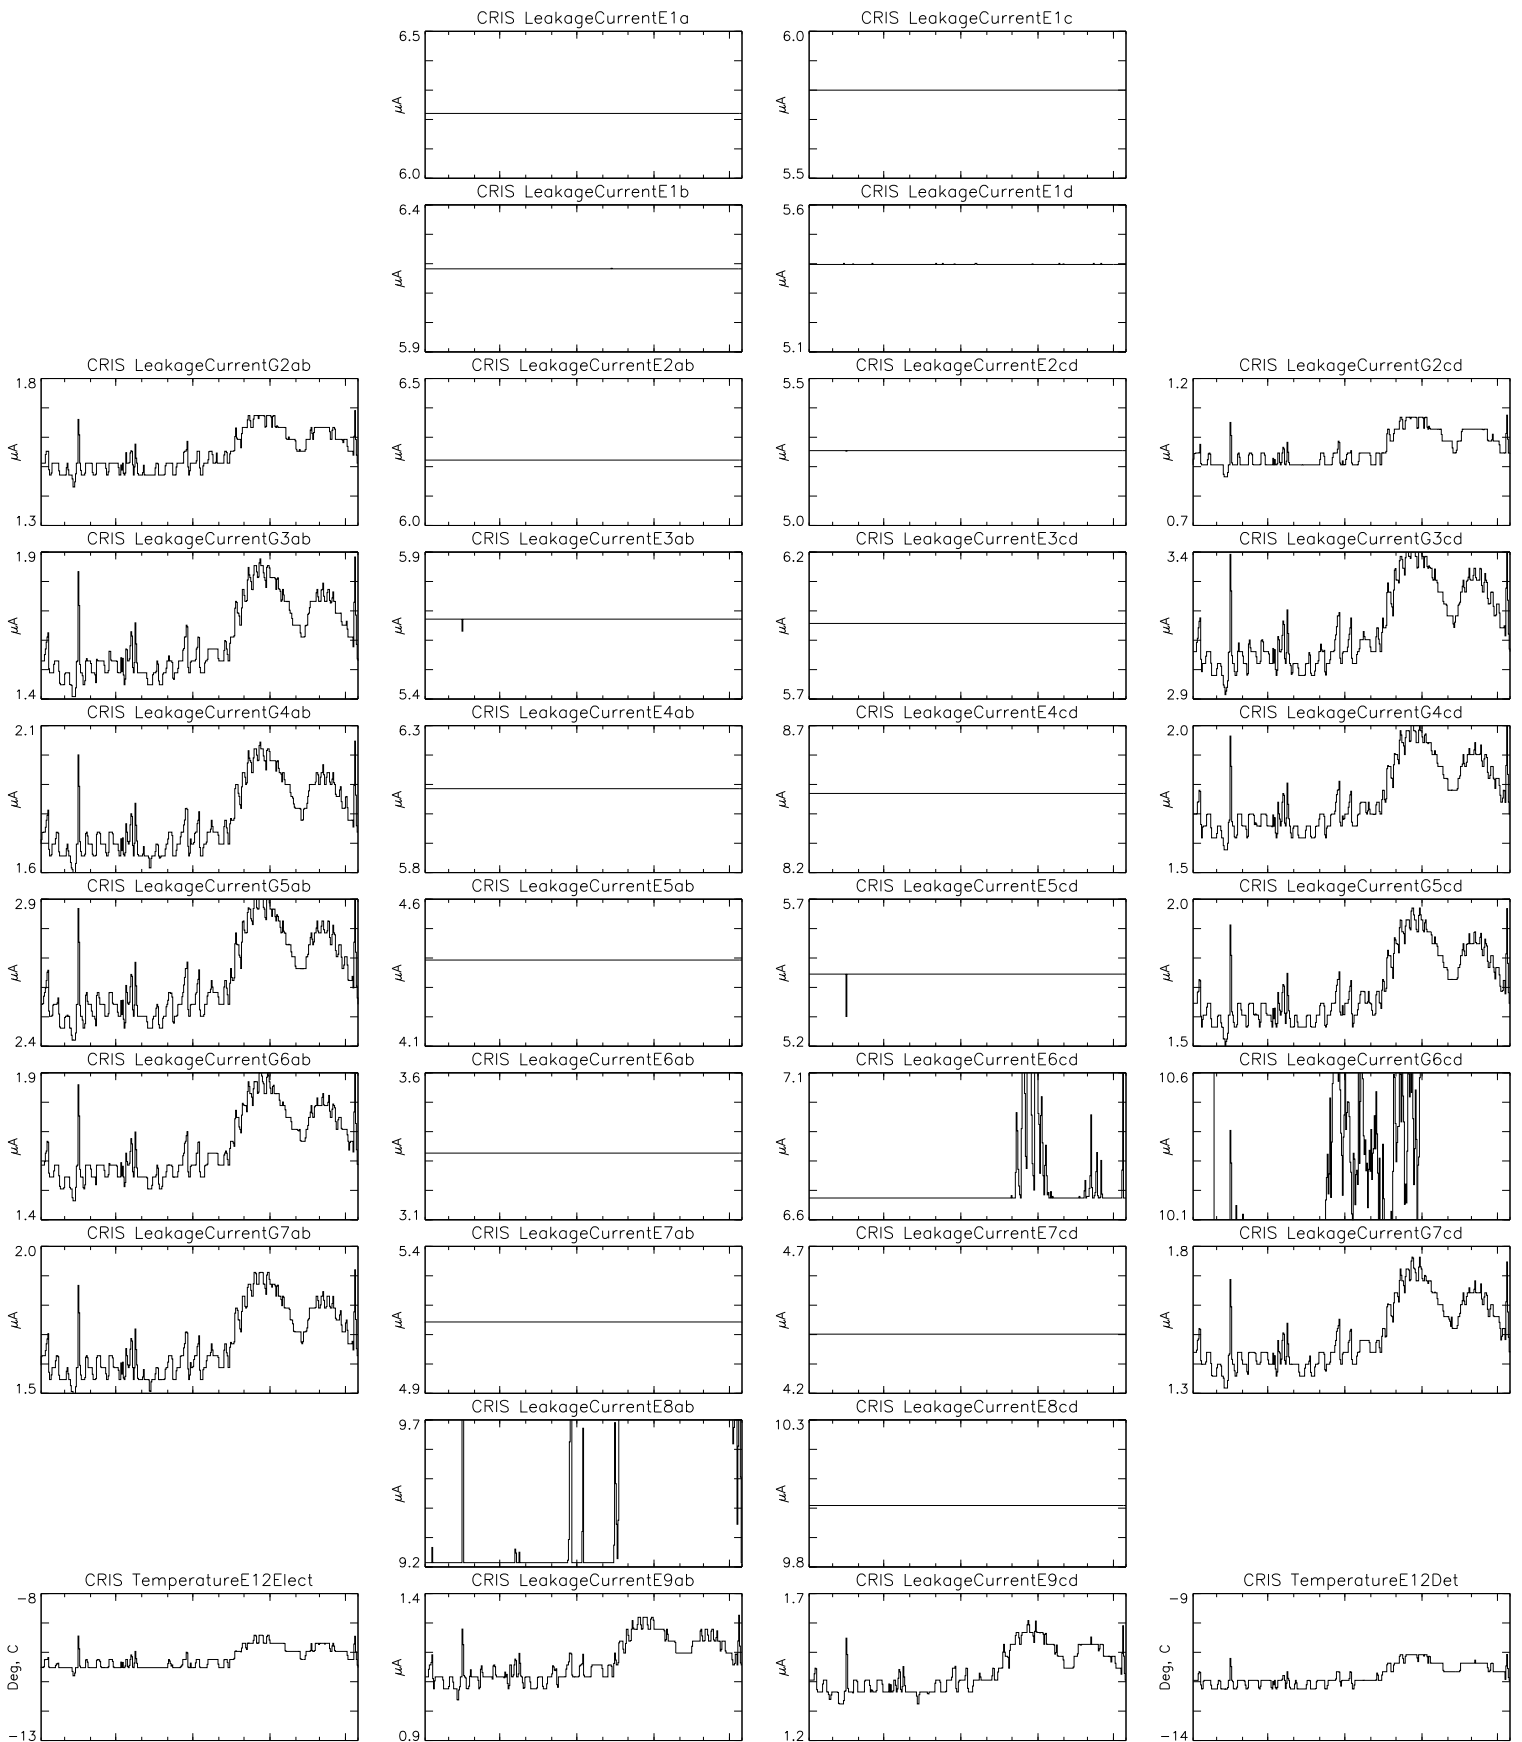 CRIS LeakageCurrentE1a
CRIS LeakageCurrentE1c
6.5
μA
6.0
6.0
μA
5.5
CRIS LeakageCurrentE1b
CRIS LeakageCurrentE1d
6.4
μA
5.9
5.6
μA
5.1
CRIS LeakageCurrentG2ab
CRIS LeakageCurrentE2ab
CRIS LeakageCurrentE2cd
CRIS LeakageCurrentG2cd
1.8
μA
1.3
6.5
μA
6.0
5.5
μA
5.0
1.2
μA
0.7
CRIS LeakageCurrentG3ab
CRIS LeakageCurrentE3ab
CRIS LeakageCurrentE3cd
CRIS LeakageCurrentG3cd
1.9
μA
1.4
5.9
μA
5.4
6.2
μA
5.7
3.4
μA
2.9
CRIS LeakageCurrentG4ab
CRIS LeakageCurrentE4ab
CRIS LeakageCurrentE4cd
CRIS LeakageCurrentG4cd
2.1
μA
1.6
6.3
μA
5.8
8.7
μA
8.2
2.0
μA
1.5
CRIS LeakageCurrentG5ab
CRIS LeakageCurrentE5ab
CRIS LeakageCurrentE5cd
CRIS LeakageCurrentG5cd
2.9
μA
2.4
4.6
μA
4.1
5.7
μA
5.2
2.0
μA
1.5
CRIS LeakageCurrentG6ab
CRIS LeakageCurrentE6ab
CRIS LeakageCurrentE6cd
CRIS LeakageCurrentG6cd
1.9
μA
1.4
3.6
μA
3.1
7.1
μA
6.6
10.6
μA
10.1
CRIS LeakageCurrentG7ab
CRIS LeakageCurrentE7ab
CRIS LeakageCurrentE7cd
CRIS LeakageCurrentG7cd
2.0
μA
1.5
5.4
μA
4.9
4.7
μA
4.2
1.8
μA
1.3
CRIS LeakageCurrentE8ab
CRIS LeakageCurrentE8cd
9.7
μA
9.2
10.3
μA
9.8
CRIS TemperatureE12Elect
CRIS LeakageCurrentE9ab
CRIS LeakageCurrentE9cd
CRIS TemperatureE12Det
-8
Deg, C
-13
1.4
μA
0.9
1.7
μA
1.2
-9
Deg, C
-14